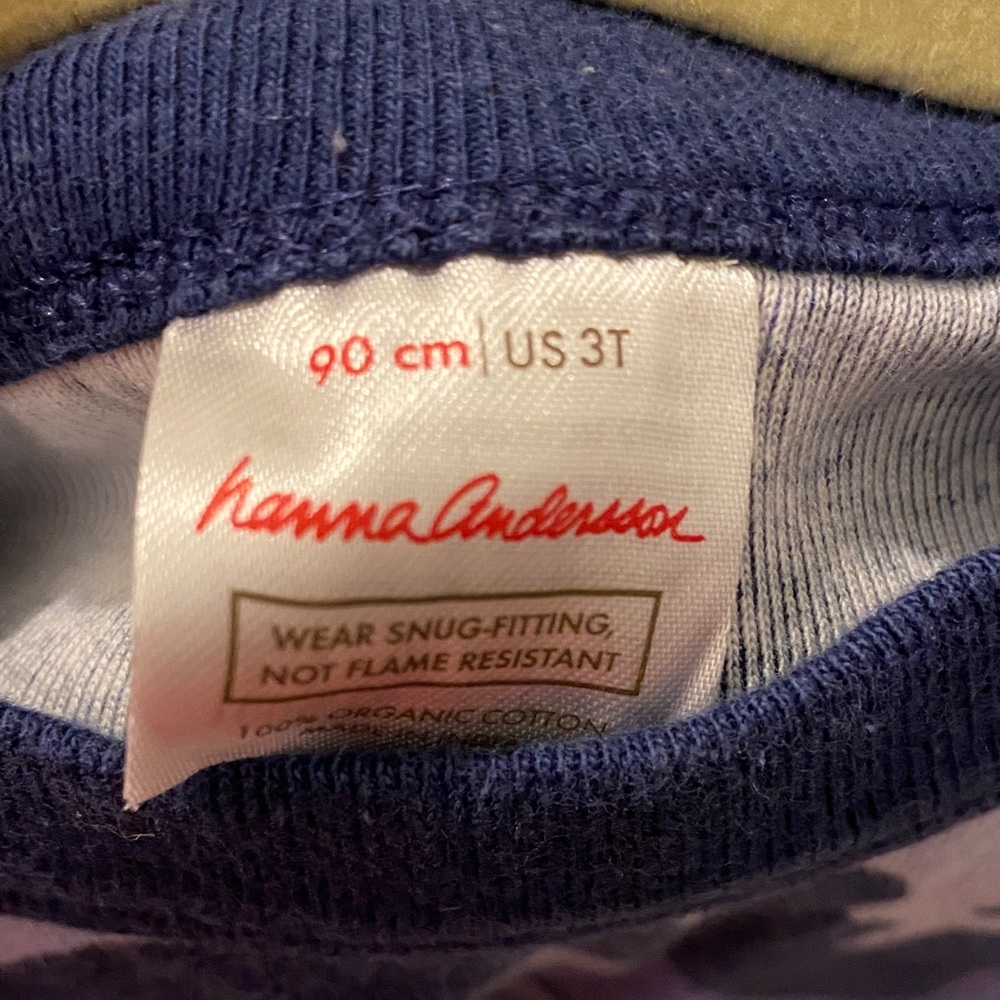 90 cm | US 3T
hanna Andersson
WEAR SNUG-FITTING,
NOT FLAME RESISTANT
100% ORGANIC COTTON